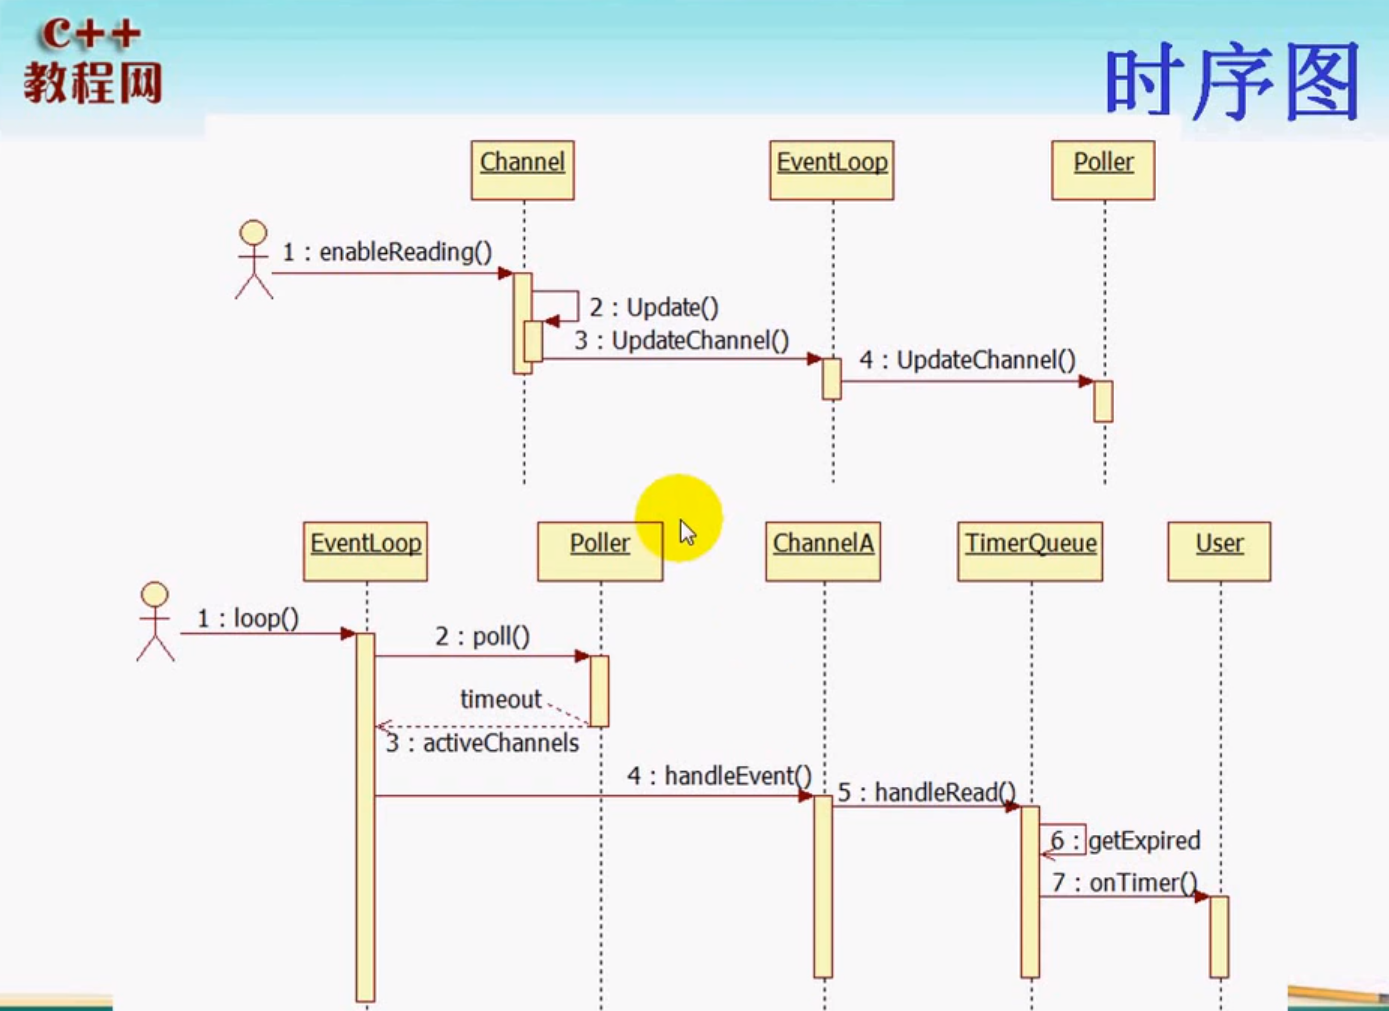 C++
教程网
时序图
Channel
EventLoop
Poller
1 : enableReading()
2 : Update()
3 : UpdateChannel()
4 : UpdateChannel()
EventLoop
Poller
ChannelA
TimerQueue
User
1 : loop()
2 : poll()
timeout
3 : activeChannels
4 : handleEvent()
5 : handleRead()
6 : getExpired
7 : onTimer()